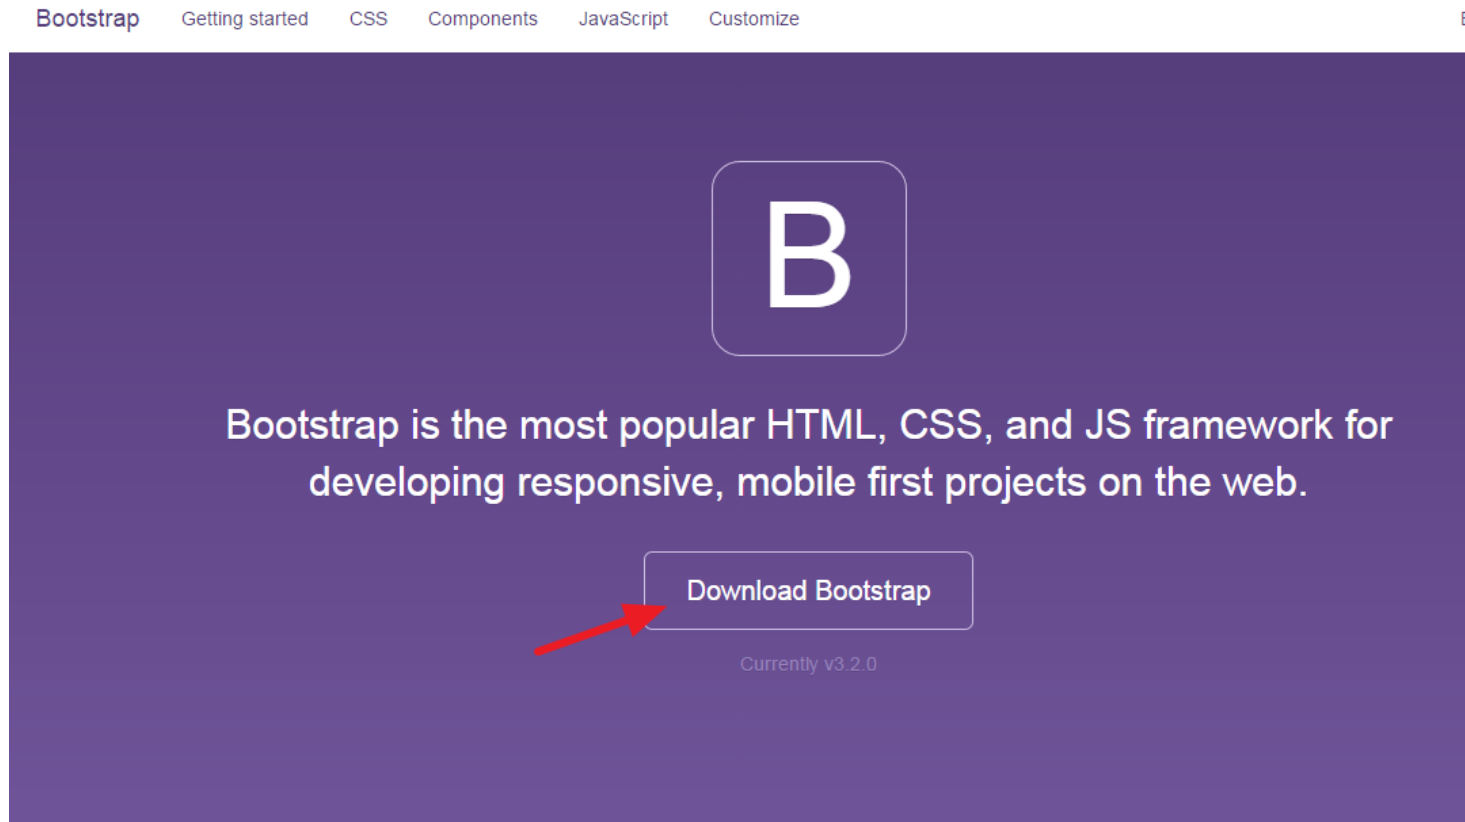 Bootstrap Getting started CSS Components JavaScript Customize
B
Bootstrap is the most popular HTML, CSS, and JS framework for
developing responsive, mobile first projects on the web.
Download Bootstrap
Currently v3.2.0